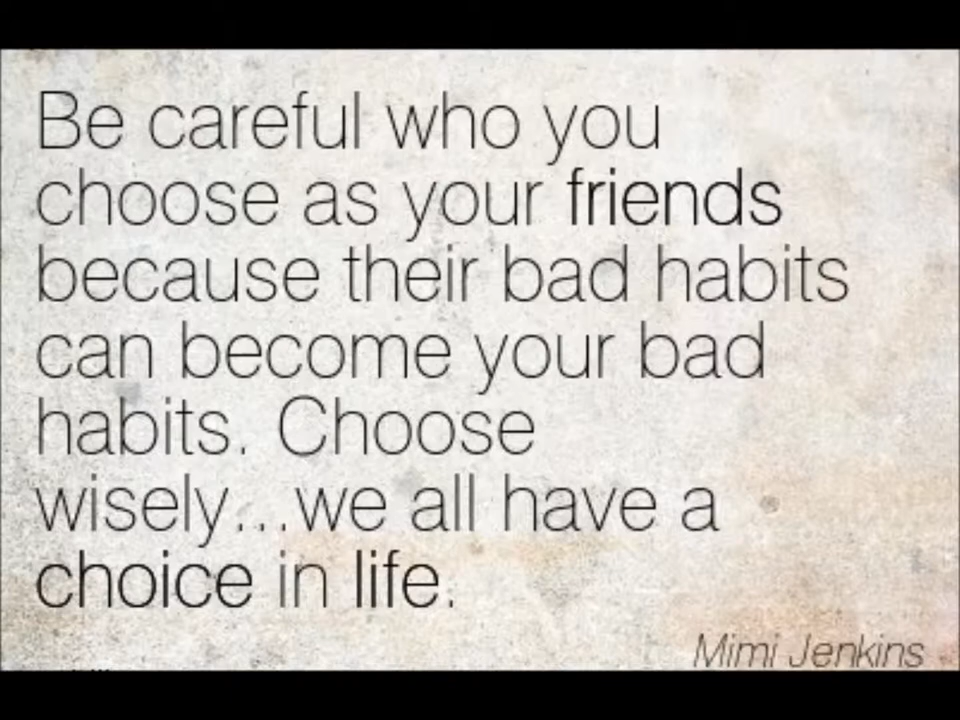 Be careful who you
choose as your friends
because their bad habits
can become your bad
habits. Choose
wisely...we all have a
choice in life.
Mimi Jenkins